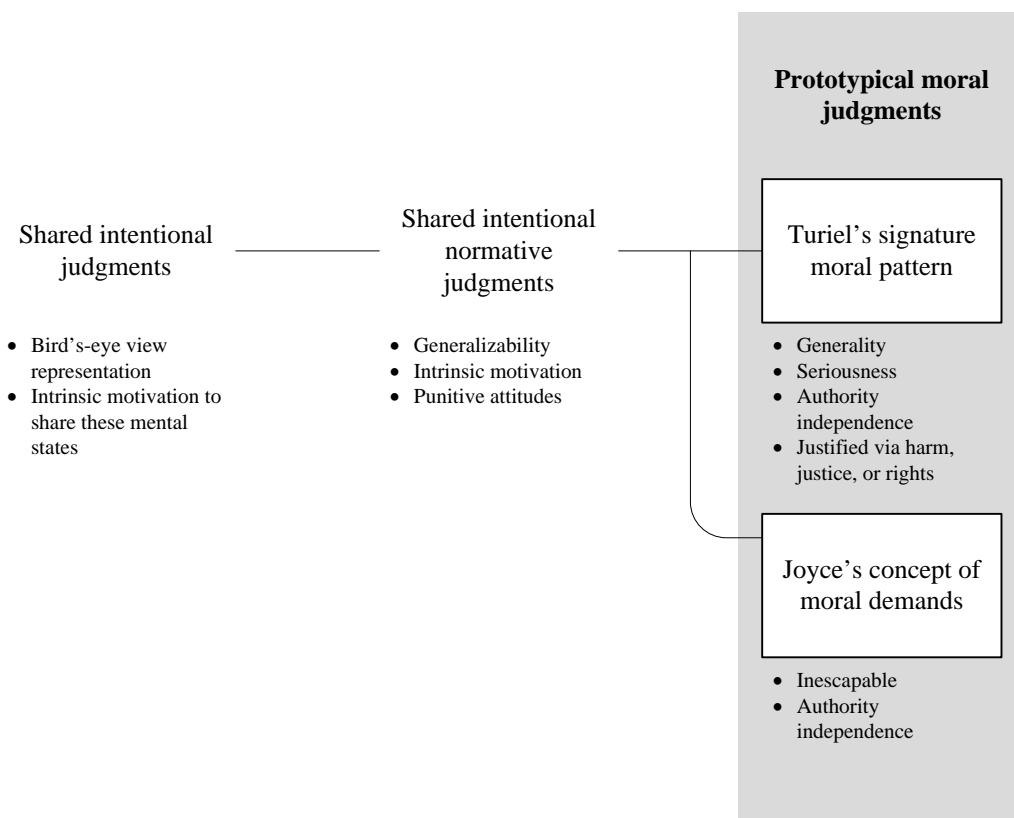 Prototypical moral
judgments
Shared intentional
judgments
• Bird’s-eye view
representation
• Intrinsic motivation to
share these mental
states
Shared intentional
normative
judgments
• Generalizability
• Intrinsic motivation
• Punitive attitudes
Turiel’s signature
moral pattern
• Generality
• Seriousness
• Authority
independence
• Justified via harm,
justice, or rights
Joyce’s concept of
moral demands
• Inescapable
• Authority
independence